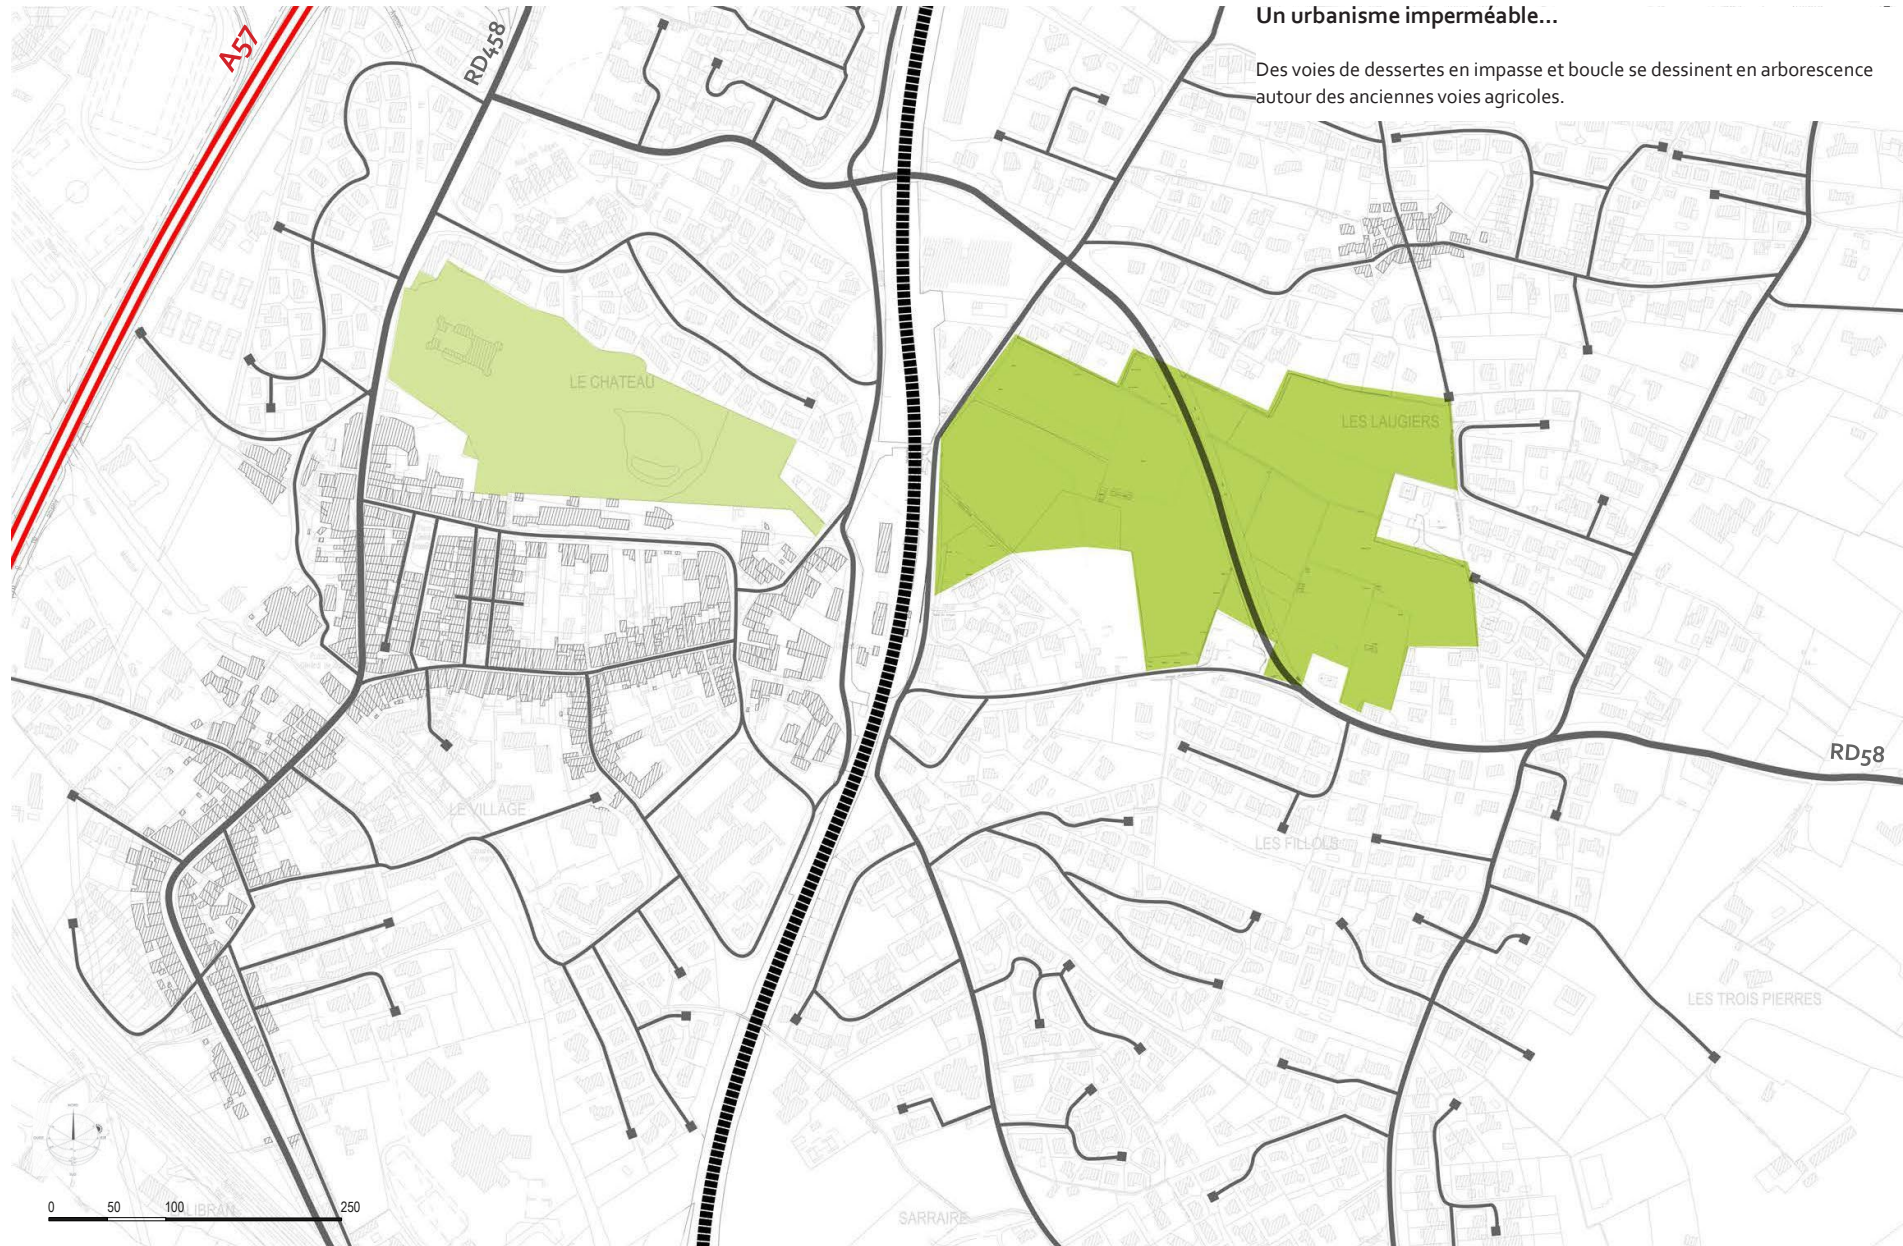 Un urbanisme imperméable...
Des voies de dessertes en impasse et boucle se dessinent en arborescence
autour des anciennes voies agricoles.
A57
RD458
LE CHATEAU
LES LAUGIERS
RD58
LE VILLAGE
LES FILLOLS
LES TROIS PIERRES
SARRAIRE
LIBRAN
0 50 100 250